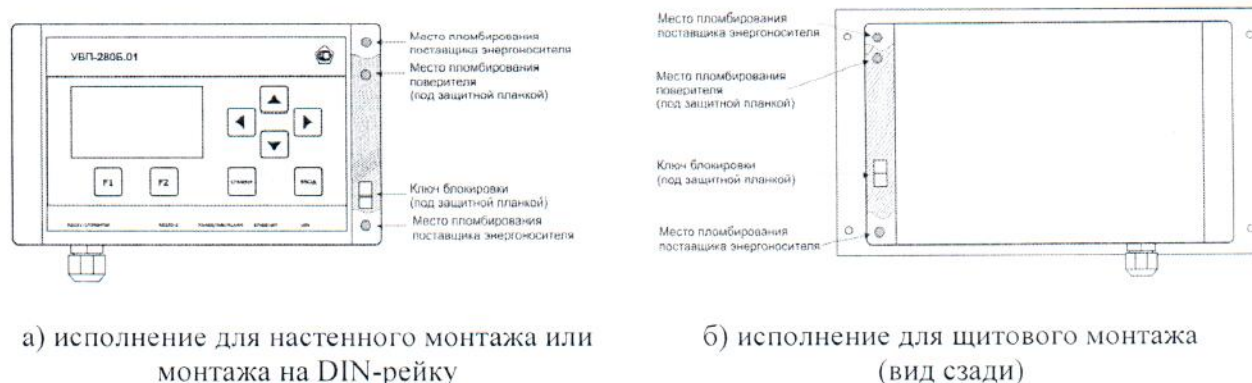 УВП-280Б.01
F1
F2
ВВОД
Место пломбирования
поставщика энергоносителя
Место пломбирования
поверителя
(под защитной планкой)
Ключ блокировки
(под защитной планкой)
Место пломбирования
поставщика энергоносителя
а) исполнение для настенного монтажа или
монтажа на DIN-рейку
Место пломбирования
поставщика энергоносителя
Место пломбирования
поверителя
(под защитной планкой)
Ключ блокировки
(под защитной планкой)
Место пломбирования
поставщика энергоносителя
б) исполнение для щитового монтажа
(вид сзади)